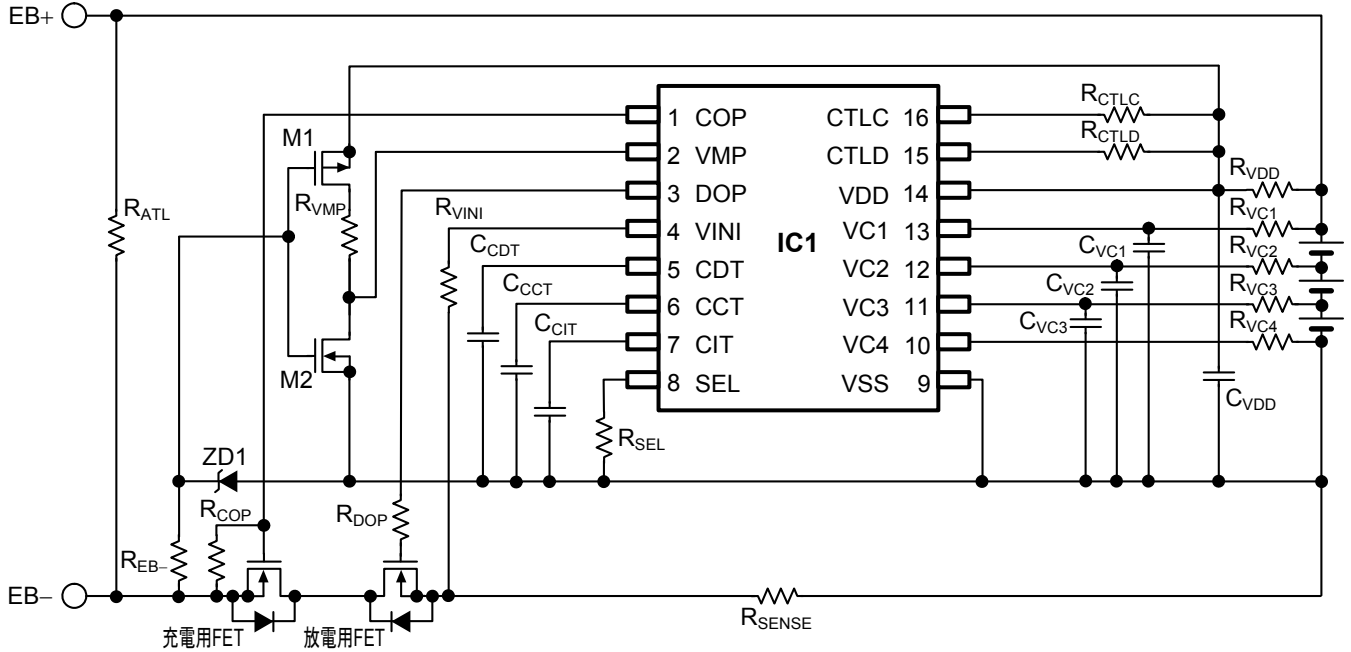 EB+
M1
M2
R_ATL
R_VMP
R_VINI
C_CDT
C_CCT
C_CIT
1 COP
2 VMP
3 DOP
4 VINI
5 CDT
6 CCT
7 CIT
8 SEL
IC1
CTLC 16
CTLD 15
VDD 14
VC1 13
VC2 12
VC3 11
VC4 10
VSS 9
R_CTLC
R_CTLD
R_VDD
R_VC1
R_VC2
R_VC3
R_VC4
C_VC1
C_VC2
C_VC3
C_VDD
R_SEL
ZD1
R_COP
R_DOP
R_EB−
EB−
充電用FET
放電用FET
R_SENSE